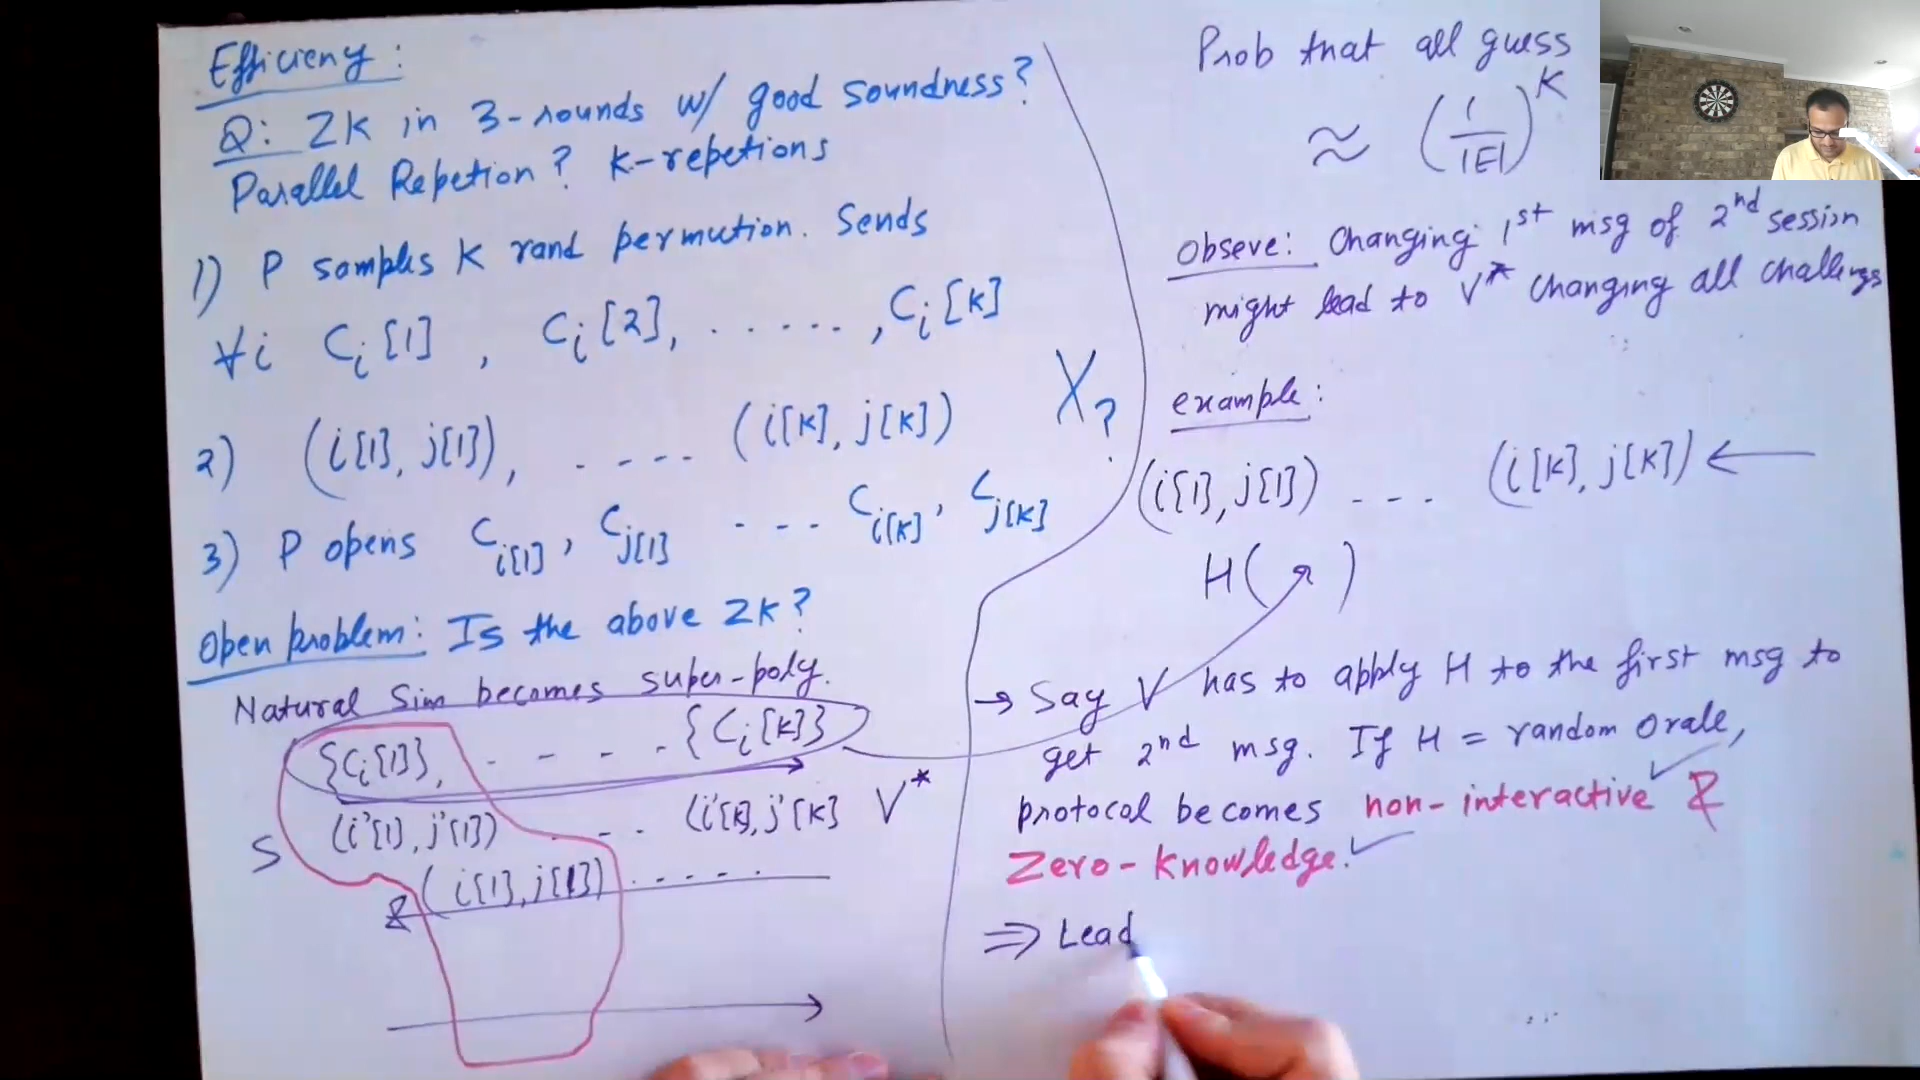 Efficieny:
Q: ZK in 3-rounds w/ good soundness?
Parallel Repetion? K-repetions
1) P samples K rand permution. Sends
∀i Ci[1], Ci[2], ....., Ci[K]
2) (i[1], j[1]), .---. (i[K], j[K]) X?
3) P opens Ci[1], Cj[1] --- Ci[K], Cj[K]
Open problem: Is the above ZK?
Natural Sim becomes super-poly.
{Ci[1]}, - - - - {Ci[K]}
(i'[1], j'[1]) . - . (i'[K], j'[K] V*
S
(i[1], j[1]) .....
Prob that all guess
≈ (1/|E|)^K
Obseve: Changing 1st msg of 2nd session
might lead to V* changing all challengs
example:
(i[1], j[1]) --- (i[K], j[K]) ←
H( )
→ Say V has to apply H to the first msg to
get 2nd msg. If H = random Orale,
protocol becomes non-interactive &
Zero-Knowledge.
⇒ Lead